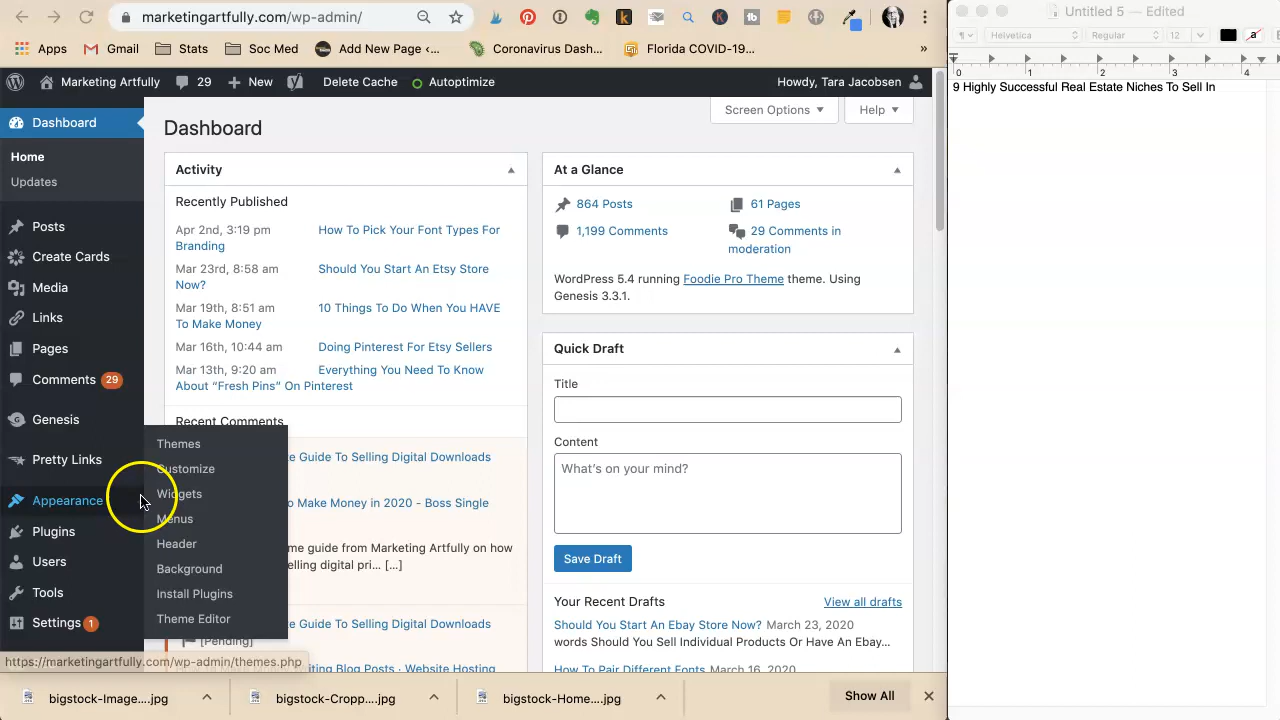 marketingartfully.com/wp-admin/
Apps
Gmail
Stats
Soc Med
Add New Page ‹...
Coronavirus Dash...
Florida COVID-19...
»
Marketing Artfully
29
New
Delete Cache
Autoptimize
Howdy, Tara Jacobsen
Dashboard
Home
Updates
Posts
Create Cards
Media
Links
Pages
Comments 29
Genesis
Pretty Links
Appearance
Plugins
Users
Tools
Settings 1
Themes
Customize
Widgets
Menus
Header
Background
Install Plugins
Theme Editor
https://marketingartfully.com/wp-admin/themes.php
Dashboard
Screen Options
Help
Activity
Recently Published
Apr 2nd, 3:19 pm How To Pick Your Font Types For
Branding
Mar 23rd, 8:58 am Should You Start An Etsy Store
Now?
Mar 19th, 8:51 am 10 Things To Do When You HAVE
To Make Money
Mar 16th, 10:44 am Doing Pinterest For Etsy Sellers
Mar 13th, 9:20 am Everything You Need To Know
About “Fresh Pins” On Pinterest
Recent Comments
te Guide To Selling Digital Downloads
o Make Money in 2020 - Boss Single
me guide from Marketing Artfully on how
elling digital pri... [...]
te Guide To Selling Digital Downloads
[Pending]
iting Blog Posts · Website Hosting
At a Glance
864 Posts
61 Pages
1,199 Comments
29 Comments in
moderation
WordPress 5.4 running Foodie Pro Theme theme. Using
Genesis 3.3.1.
Quick Draft
Title
Content
What’s on your mind?
Save Draft
Your Recent Drafts
View all drafts
Should You Start An Ebay Store Now? March 23, 2020
words Should You Sell Individual Products Or Have An Ebay...
How To Pair Different Fonts March 16, 2020
bigstock-Image....jpg
bigstock-Cropp....jpg
bigstock-Home....jpg
Show All
Untitled 5 — Edited
Helvetica
Regular
12
a
0 1 2 3 4
9 Highly Successful Real Estate Niches To Sell In